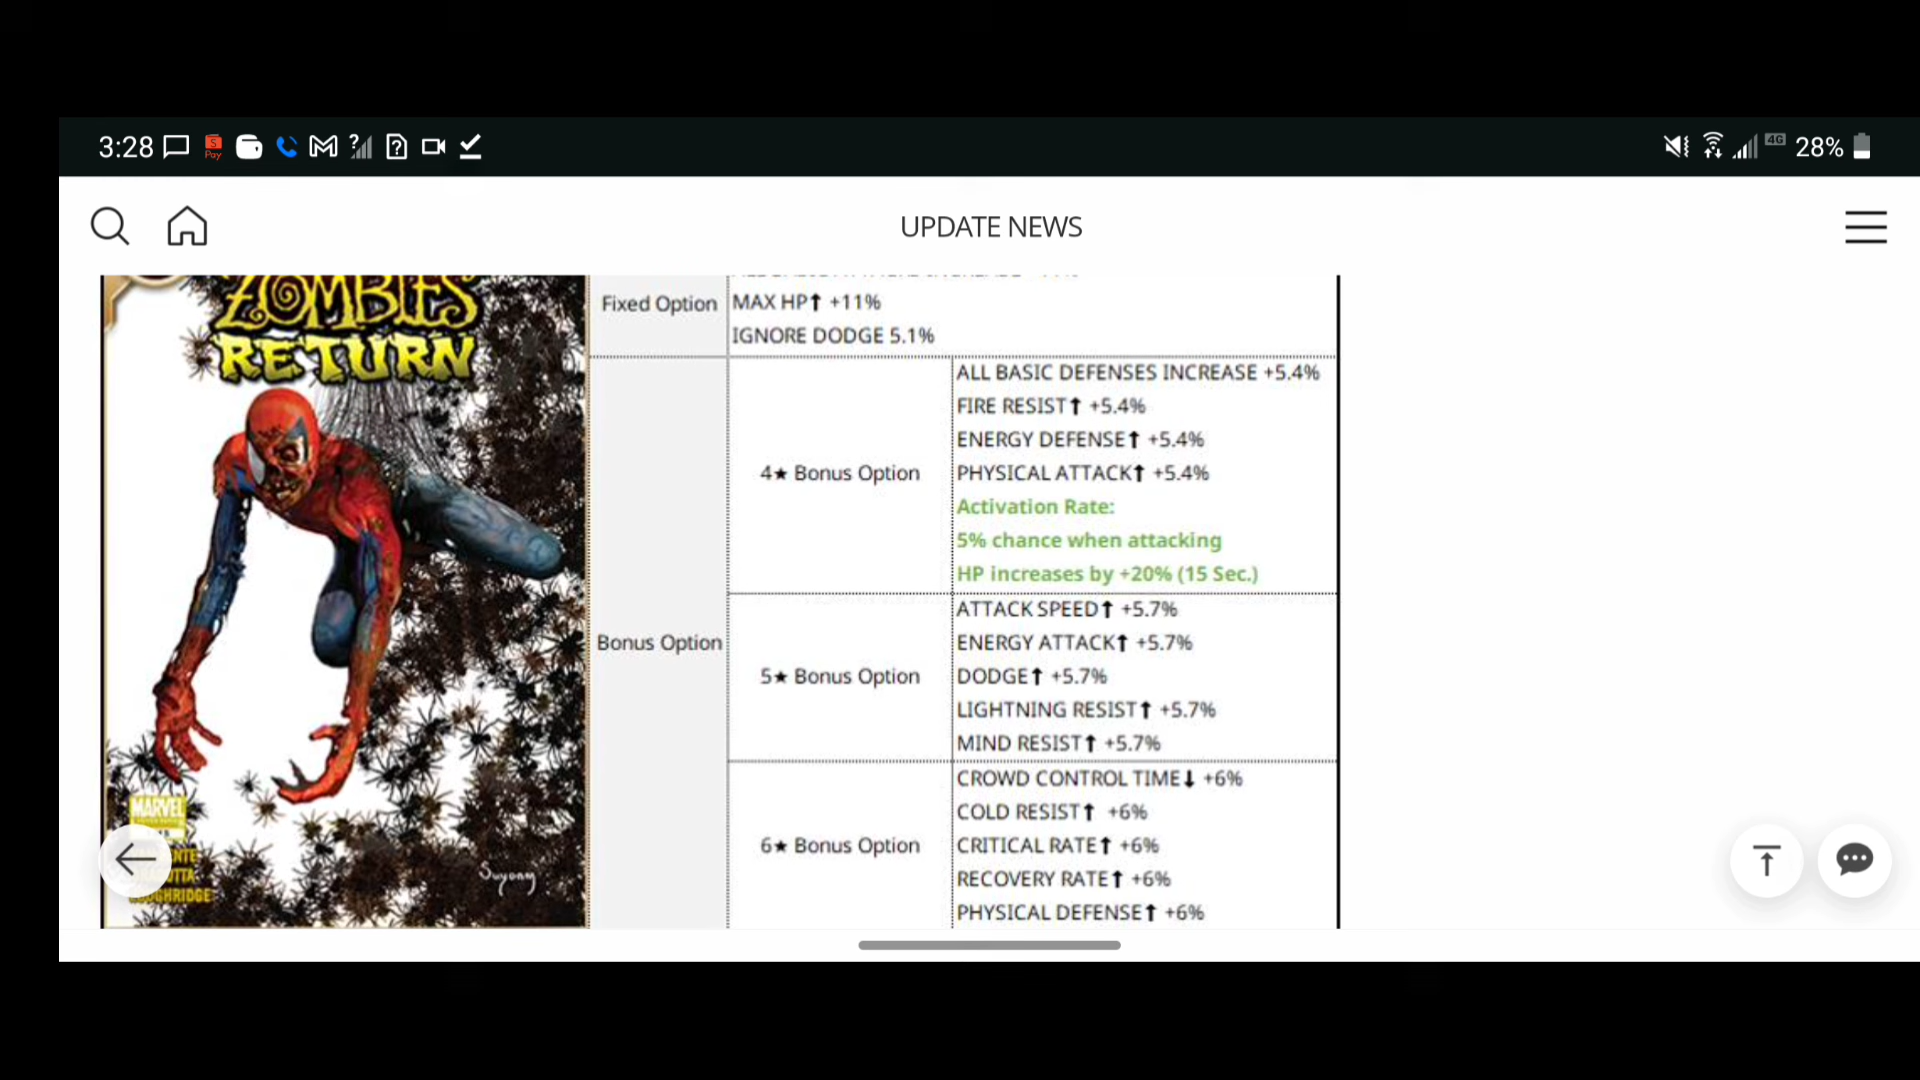 3:28
S
Pay
?
?
4G
28%
UPDATE NEWS
ZOMBIES
RETURN
MARVEL
Suyong
Fixed Option
MAX HP⬆ +11%
IGNORE DODGE 5.1%
Bonus Option
4★ Bonus Option
ALL BASIC DEFENSES INCREASE +5.4%
FIRE RESIST⬆ +5.4%
ENERGY DEFENSE⬆ +5.4%
PHYSICAL ATTACK⬆ +5.4%
Activation Rate:
5% chance when attacking
HP increases by +20% (15 Sec.)
5★ Bonus Option
ATTACK SPEED⬆ +5.7%
ENERGY ATTACK⬆ +5.7%
DODGE⬆ +5.7%
LIGHTNING RESIST⬆ +5.7%
MIND RESIST⬆ +5.7%
6★ Bonus Option
CROWD CONTROL TIME⬇ +6%
COLD RESIST⬆ +6%
CRITICAL RATE⬆ +6%
RECOVERY RATE⬆ +6%
PHYSICAL DEFENSE⬆ +6%